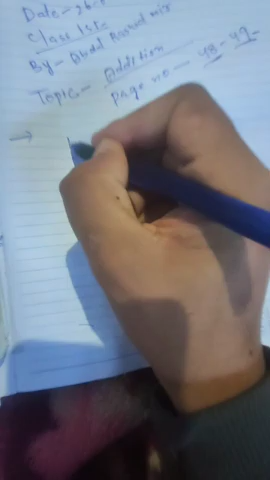 Date -
Class 1st
By - Abdul Rashid mir
Topic - Addition
Page no - 48 - 49
→